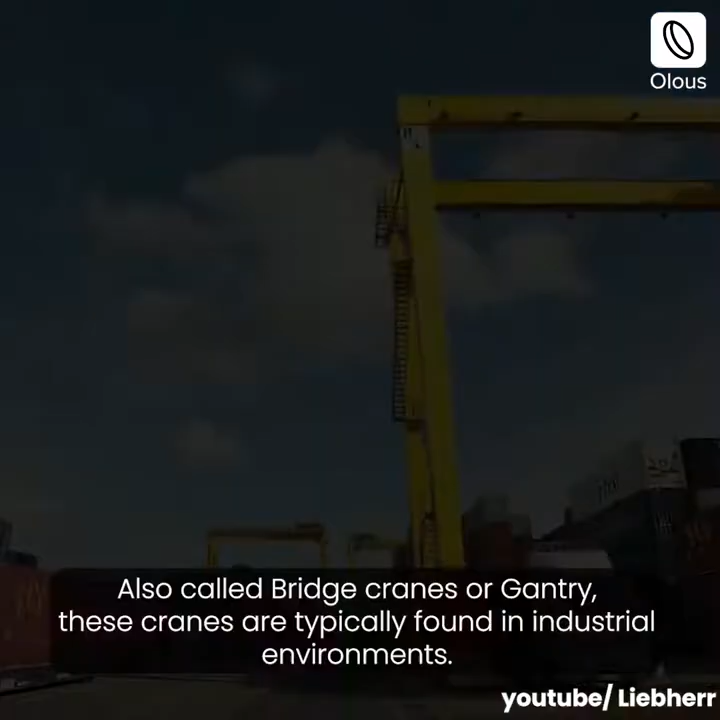 Olous
Also called Bridge cranes or Gantry,
these cranes are typically found in industrial
environments.
youtube/ Liebherr